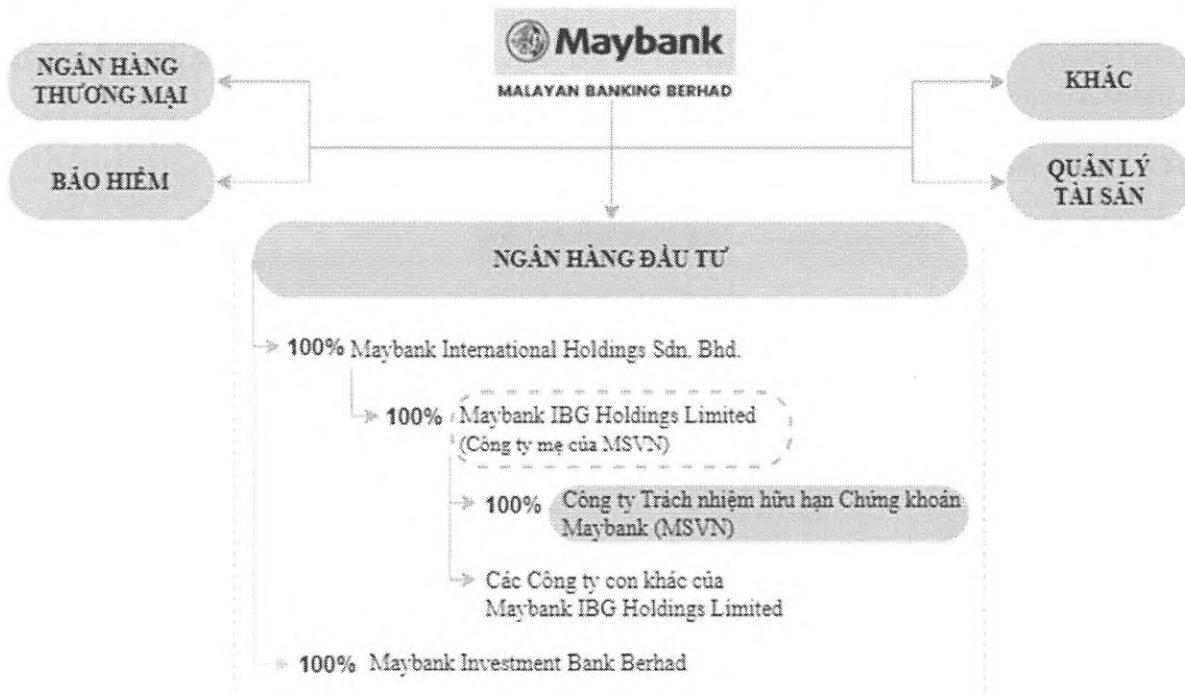 Maybank
MALAYAN BANKING BERHAD
NGÂN HÀNG
THƯƠNG MẠI
BẢO HIỂM
KHÁC
QUẢN LÝ
TÀI SẢN
NGÂN HÀNG ĐẦU TƯ
100% Maybank International Holdings Sdn. Bhd.
100% Maybank IBG Holdings Limited
(Công ty mẹ của MSVN)
100% Công ty Trách nhiệm hữu hạn Chứng khoán
Maybank (MSVN)
Các Công ty con khác của
Maybank IBG Holdings Limited
100% Maybank Investment Bank Berhad